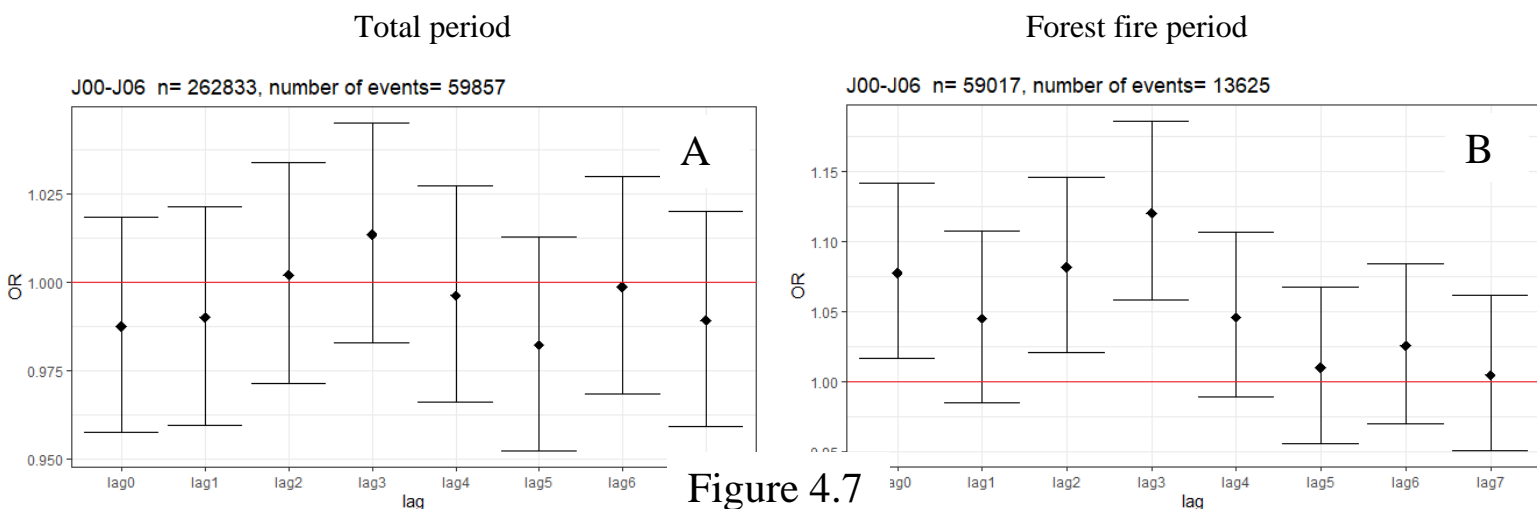 Total period
Forest fire period
J00-J06 n= 262833, number of events= 59857
J00-J06 n= 59017, number of events= 13625
A
B
1.025
1.000
0.975
0.950
OR
lag0 lag1 lag2 lag3 lag4 lag5 lag6
lag
1.15
1.10
1.05
1.00
OR
lag1 lag2 lag3 lag4 lag5 lag6 lag7
lag
Figure 4.7